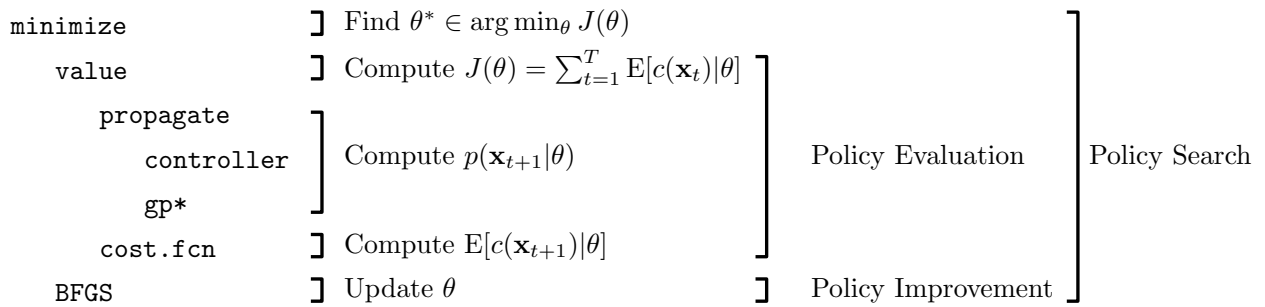 minimize Find θ* ∈ arg min_θ J(θ)
value Compute J(θ) = ∑_{t=1}^{T} E[c(x_t)|θ]
propagate
controller Compute p(x_{t+1}|θ) Policy Evaluation Policy Search
gp*
cost.fcn Compute E[c(x_{t+1})|θ]
BFGS Update θ Policy Improvement